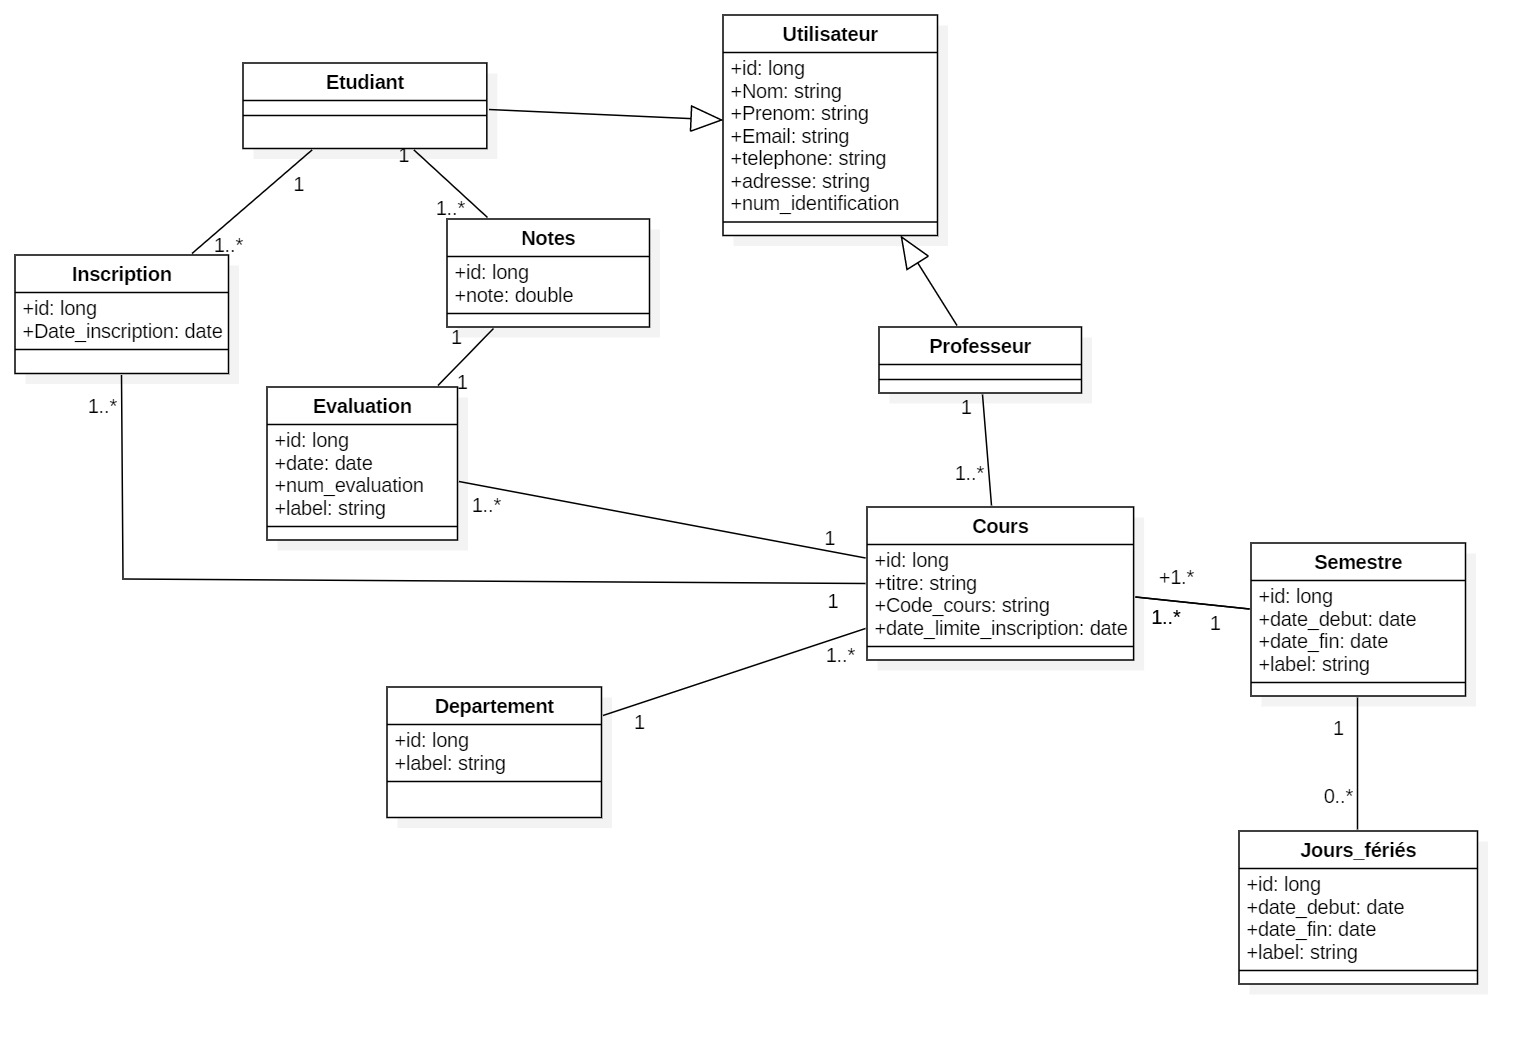 Utilisateur
+id: long
+Nom: string
+Prenom: string
+Email: string
+telephone: string
+adresse: string
+num_identification
Etudiant
1
1
1..*
1..*
Notes
+id: long
+note: double
1
1
Inscription
+id: long
+Date_inscription: date
1..*
Professeur
1
1..*
Evaluation
+id: long
+date: date
+num_evaluation
+label: string
1..*
1
1
Cours
+id: long
+titre: string
+Code_cours: string
+date_limite_inscription: date
1..*
+1.*
1..*
1
Semestre
+id: long
+date_debut: date
+date_fin: date
+label: string
1
0..*
Departement
+id: long
+label: string
1
Jours_fériés
+id: long
+date_debut: date
+date_fin: date
+label: string